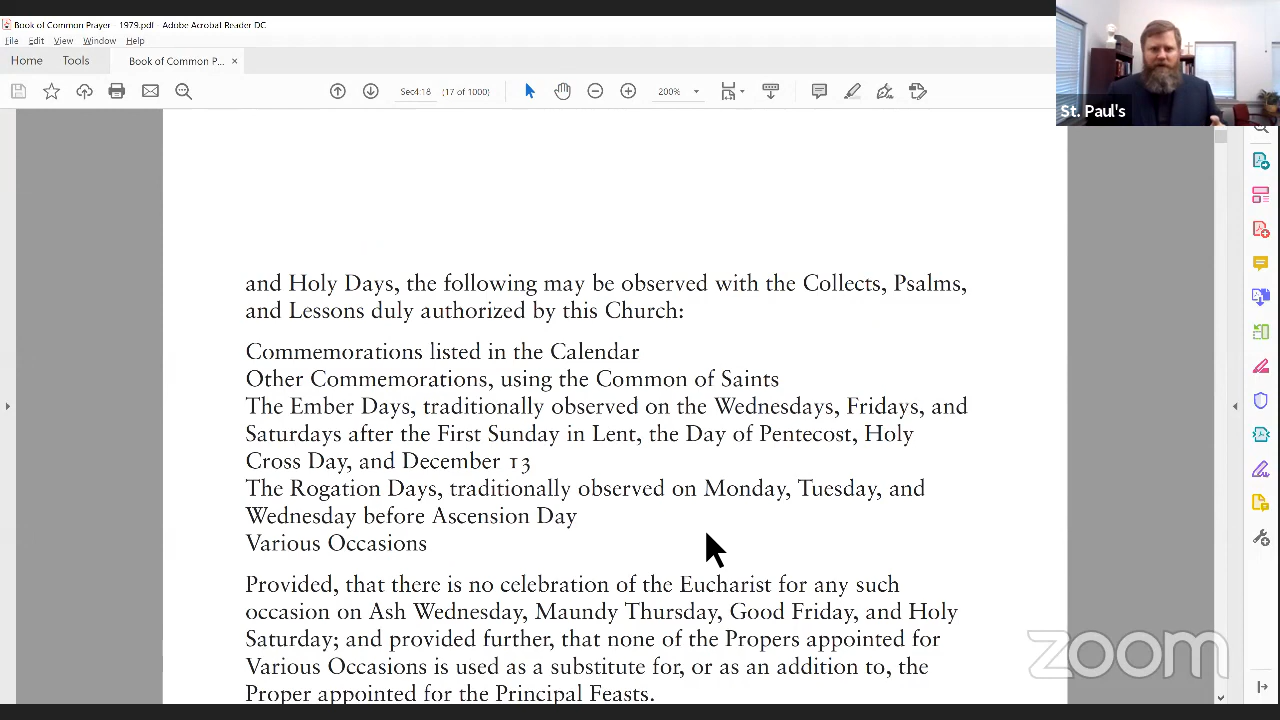 Book of Common Prayer - 1979.pdf - Adobe Acrobat Reader DC
File Edit View Window Help
Home Tools Book of Common P... ×
Sec4:18 (19 of 1000) 200%
St. Paul's
and Holy Days, the following may be observed with the Collects, Psalms,
and Lessons duly authorized by this Church:
Commemorations listed in the Calendar
Other Commemorations, using the Common of Saints
The Ember Days, traditionally observed on the Wednesdays, Fridays, and
Saturdays after the First Sunday in Lent, the Day of Pentecost, Holy
Cross Day, and December 13
The Rogation Days, traditionally observed on Monday, Tuesday, and
Wednesday before Ascension Day
Various Occasions
Provided, that there is no celebration of the Eucharist for any such
occasion on Ash Wednesday, Maundy Thursday, Good Friday, and Holy
Saturday; and provided further, that none of the Propers appointed for
Various Occasions is used as a substitute for, or as an addition to, the
Proper appointed for the Principal Feasts.
zoom